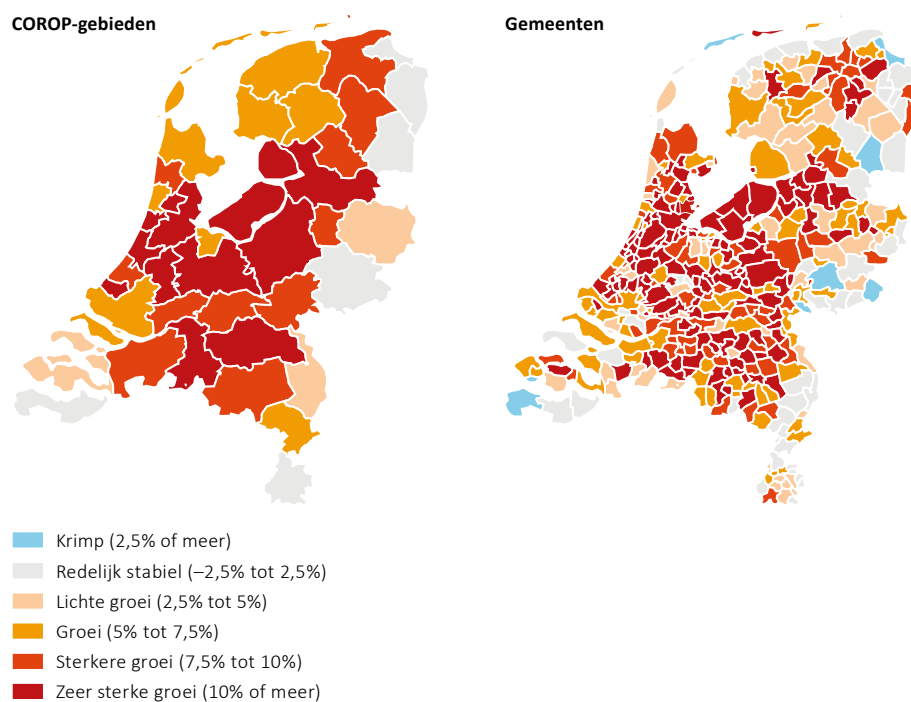 COROP-gebieden
Gemeenten
Krimp (2,5% of meer)
Redelijk stabiel (–2,5% tot 2,5%)
Lichte groei (2,5% tot 5%)
Groei (5% tot 7,5%)
Sterkere groei (7,5% tot 10%)
Zeer sterke groei (10% of meer)